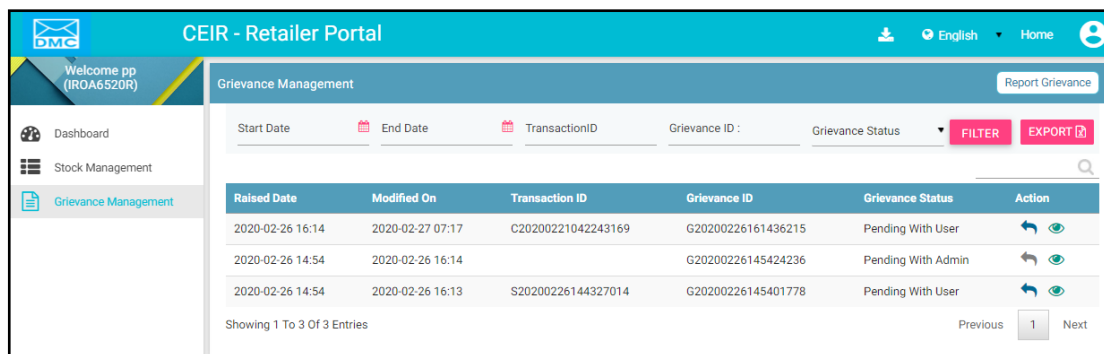 DMC
CEIR - Retailer Portal
English Home
Welcome pp
(IROA6520R)
Dashboard
Stock Management
Grievance Management
Grievance Management Report Grievance
Start Date End Date TransactionID Grievance ID : Grievance Status FILTER EXPORT
Raised Date Modified On Transaction ID Grievance ID Grievance Status Action
2020-02-26 16:14 2020-02-27 07:17 C20200221042243169 G20200226161436215 Pending With User
2020-02-26 14:54 2020-02-26 16:14 G20200226145424236 Pending With Admin
2020-02-26 14:54 2020-02-26 16:13 S20200226144327014 G20200226145401778 Pending With User
Showing 1 To 3 Of 3 Entries Previous 1 Next